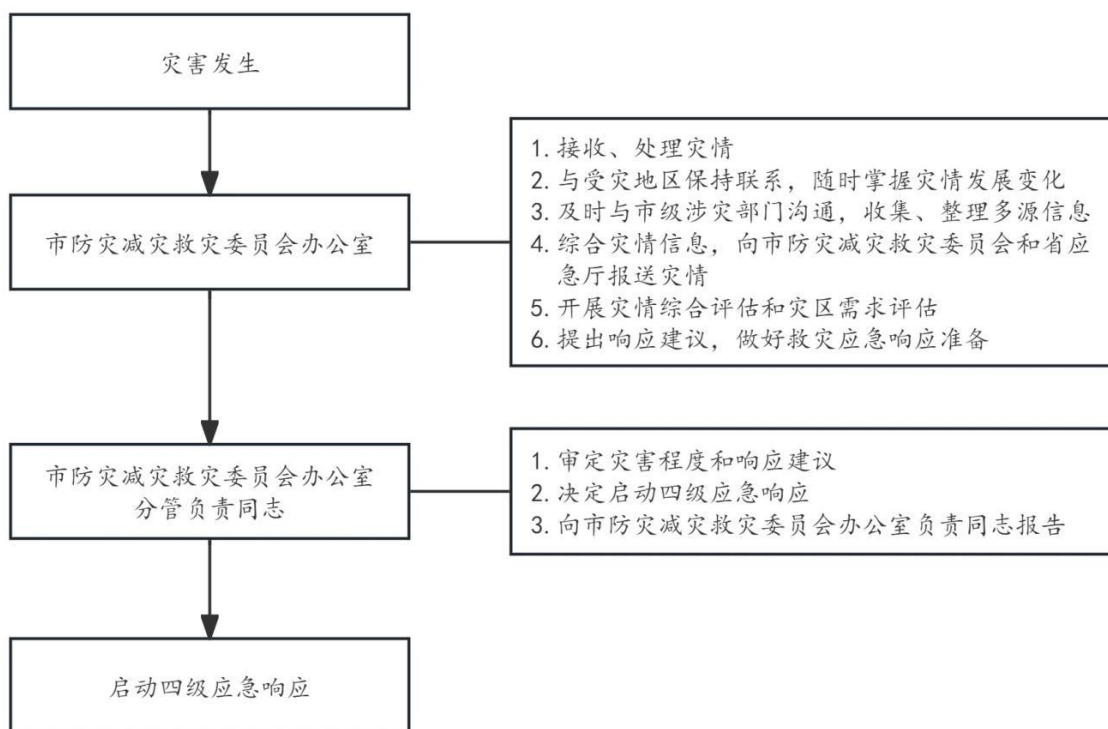 灾害发生
市防灾减灾救灾委员会办公室
1. 接收、处理灾情
2. 与受灾地区保持联系，随时掌握灾情发展变化
3. 及时与市级涉灾部门沟通，收集、整理多源信息
4. 综合灾情信息，向市防灾减灾救灾委员会和省应
急厅报送灾情
5. 开展灾情综合评估和灾区需求评估
6. 提出响应建议，做好救灾应急响应准备
市防灾减灾救灾委员会办公室
分管负责同志
1. 审定灾害程度和响应建议
2. 决定启动四级应急响应
3. 向市防灾减灾救灾委员会办公室负责同志报告
启动四级应急响应